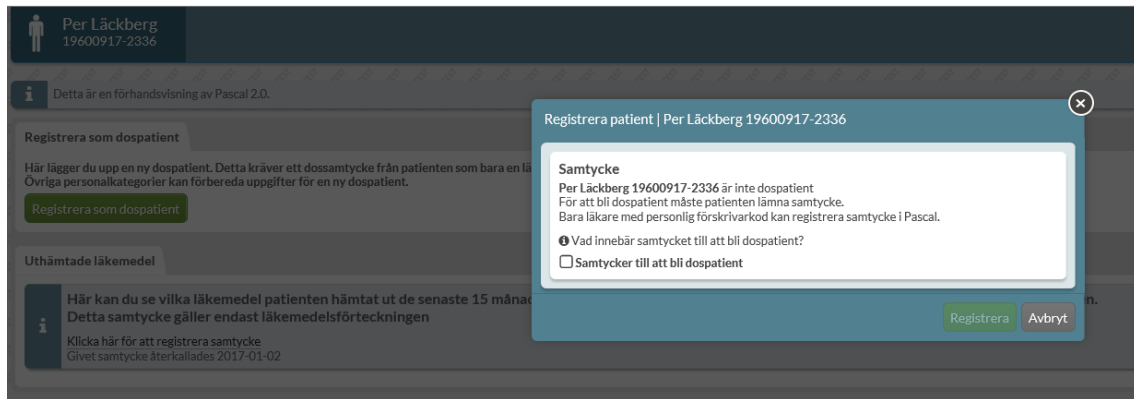 Per Läckberg
19600917-2336
Detta är en förhandsvisning av Pascal 2.0.
Registrera som dospatient
Här lägger du upp en ny dospatient. Detta kräver ett dossamtycke från patienten som bara en lä
Övriga personalkategorier kan förbereda uppgifter för en ny dospatient.
Registrera som dospatient
Uthämtade läkemedel
Här kan du se vilka läkemedel patienten hämtat ut de senaste 15 månad
n.
Detta samtycke gäller endast läkemedelsförteckningen
Klicka här för att registrera samtycke
Givet samtycke återkallades 2017-01-02
Registrera patient | Per Läckberg 19600917-2336
Samtycke
Per Läckberg 19600917-2336 är inte dospatient
För att bli dospatient måste patienten lämna samtycke.
Bara läkare med personlig förskrivarkod kan registrera samtycke i Pascal.
Vad innebär samtycket till att bli dospatient?
Samtycker till att bli dospatient
Registrera Avbryt